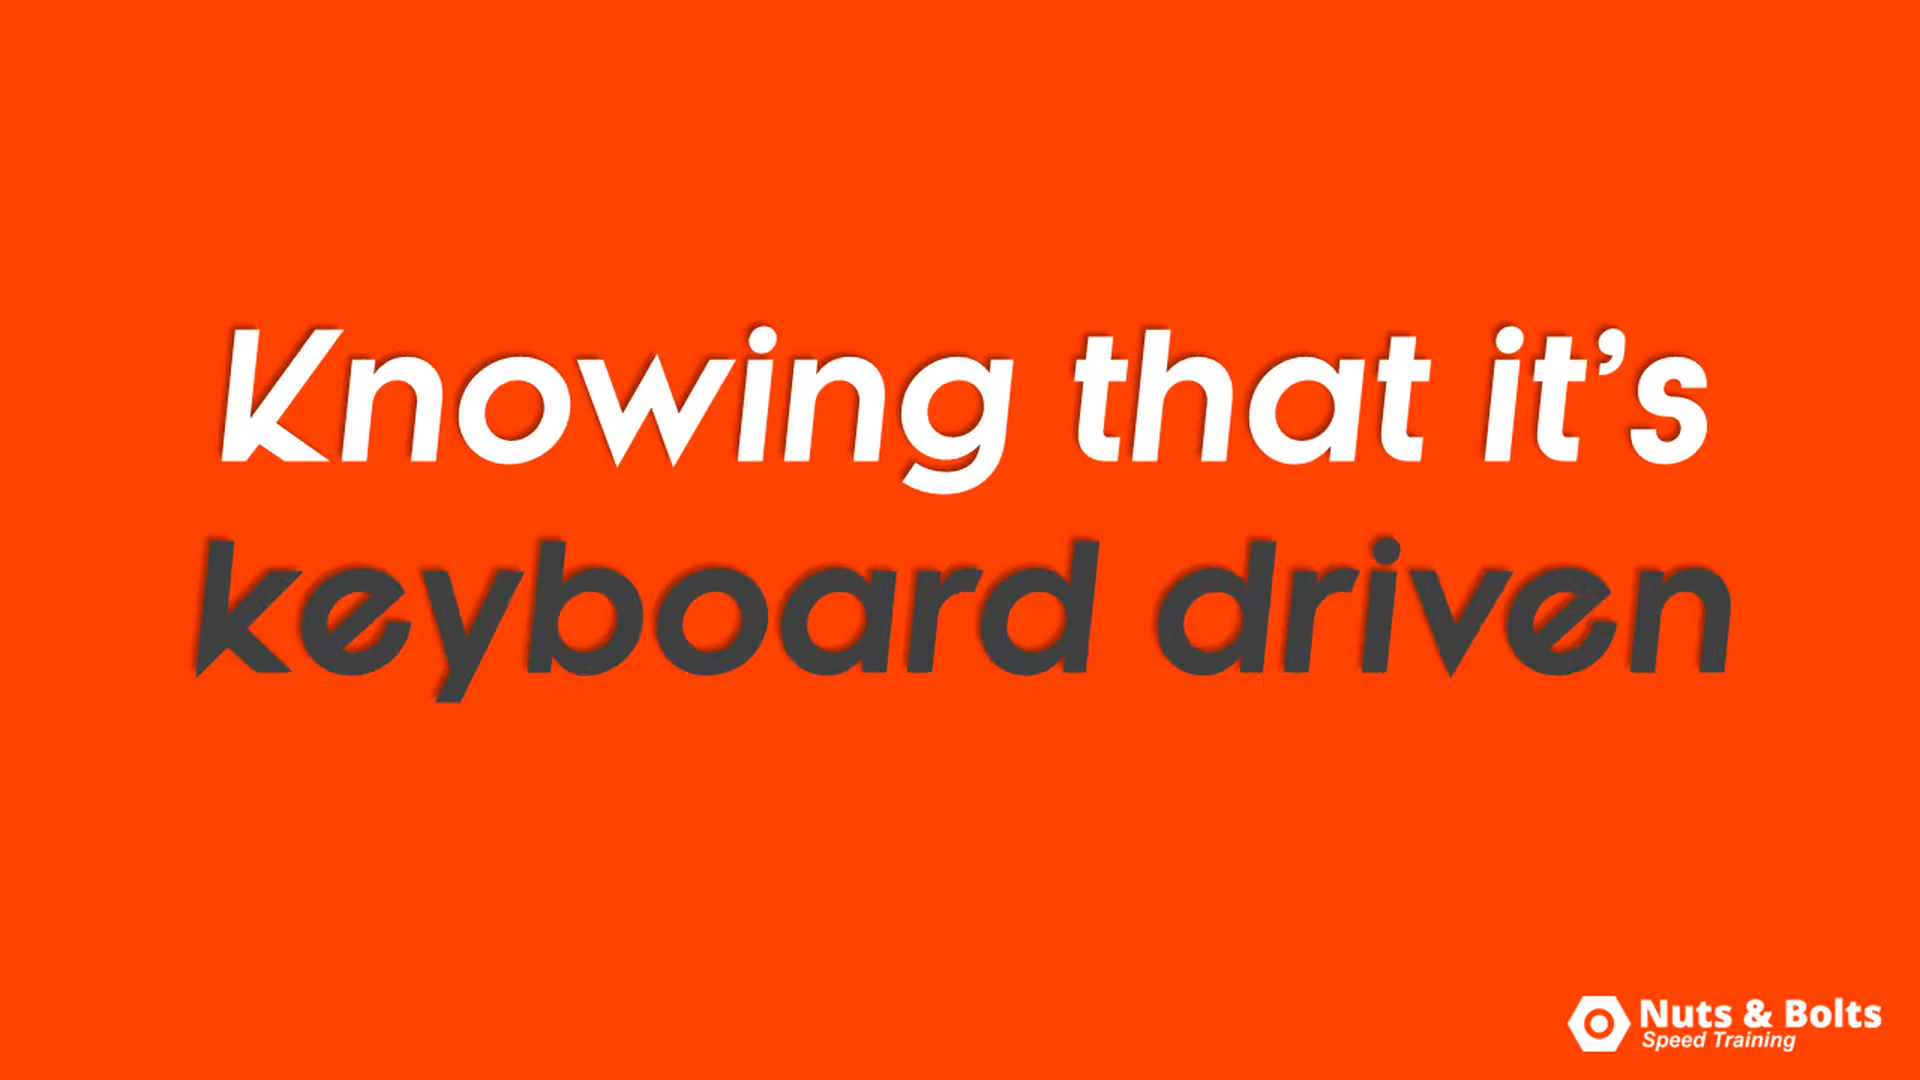 Knowing that it’s
keyboard driven
Nuts & Bolts
Speed Training